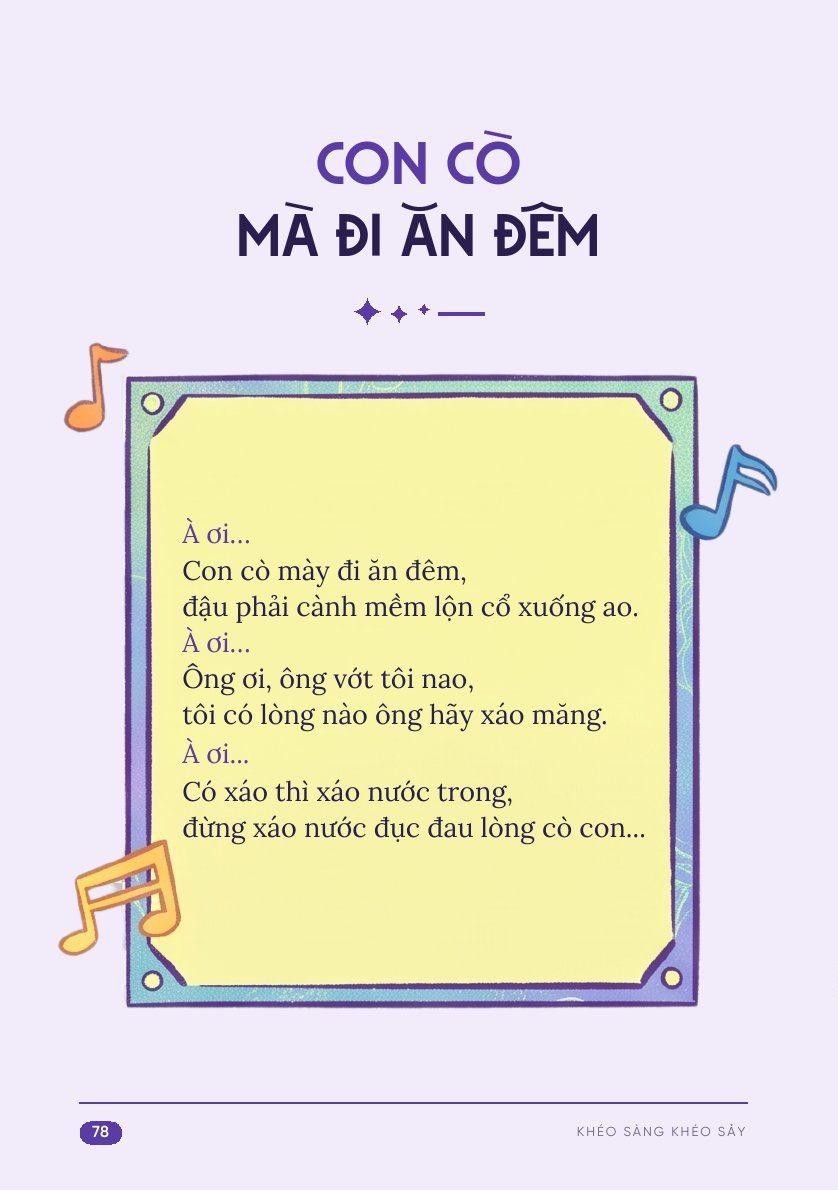 CON CÒ
MÀ ĐI ĂN ĐÊM
À ơi...
Con cò mày đi ăn đêm,
đậu phải cành mềm lộn cổ xuống ao.
À ơi...
Ông ơi, ông vớt tôi nao,
tôi có lòng nào ông hãy xáo măng.
À ơi...
Có xáo thì xáo nước trong,
đừng xáo nước đục đau lòng cò con...
78
KHÉO SÀNG KHÉO SẢY